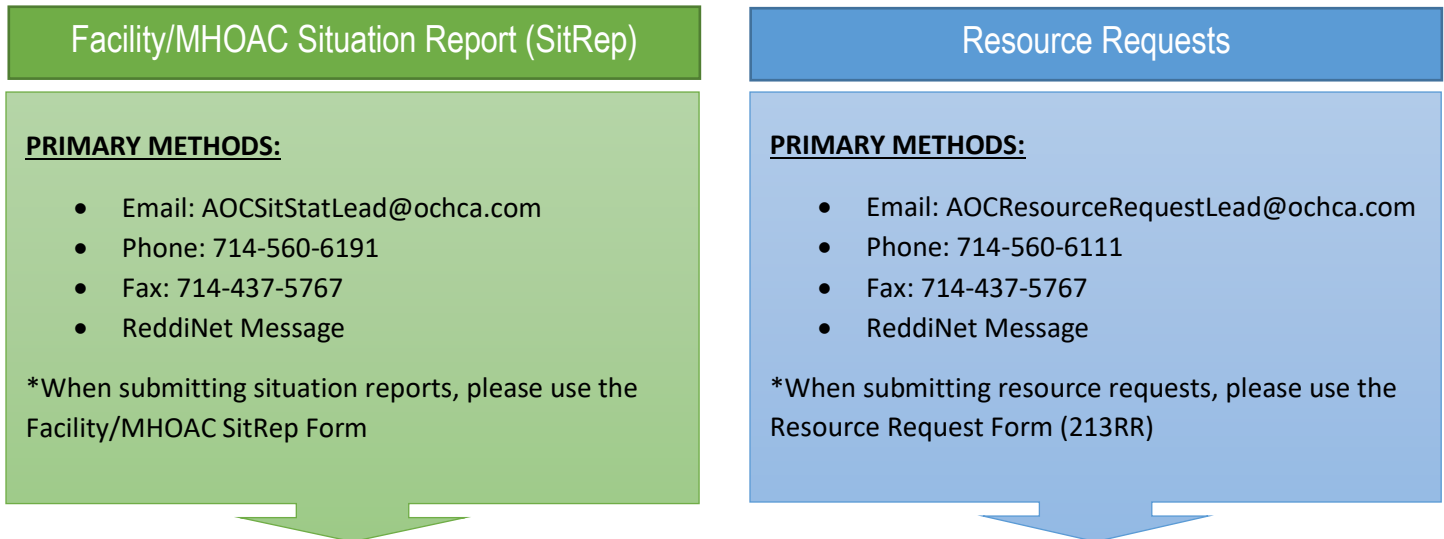 Facility/MHOAC Situation Report (SitRep)
PRIMARY METHODS:
• Email: AOCSitStatLead@ochca.com
• Phone: 714-560-6191
• Fax: 714-437-5767
• ReddiNet Message
*When submitting situation reports, please use the
Facility/MHOAC SitRep Form
Resource Requests
PRIMARY METHODS:
• Email: AOCResourceRequestLead@ochca.com
• Phone: 714-560-6111
• Fax: 714-437-5767
• ReddiNet Message
*When submitting resource requests, please use the
Resource Request Form (213RR)